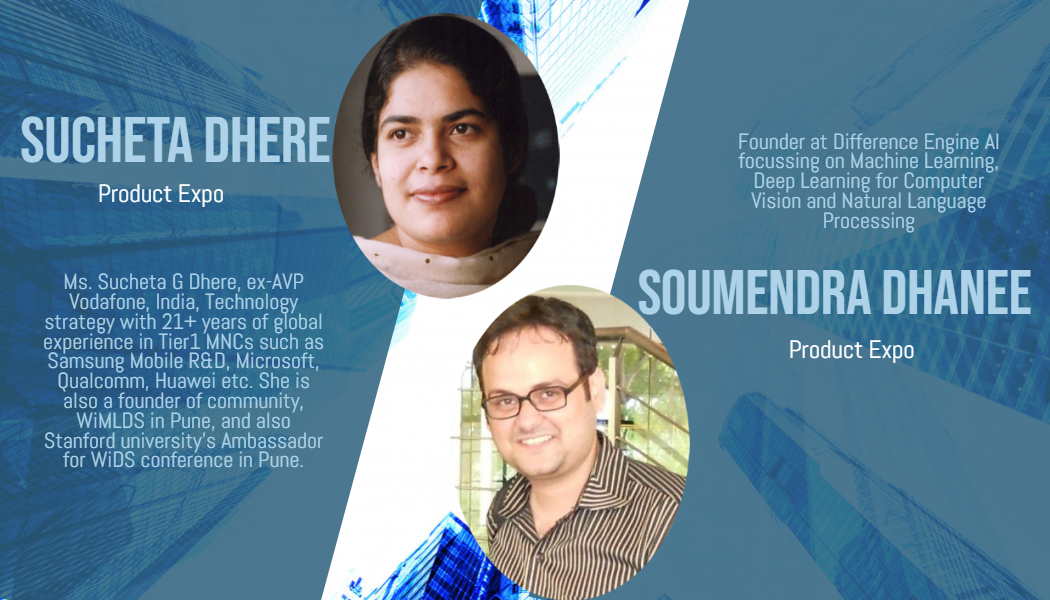 SUCHETA DHERE
Product Expo
Ms. Sucheta G Dhere, ex-AVP
Vodafone, India, Technology
strategy with 21+ years of global
experience in Tier1 MNCs such as
Samsung Mobile R&D, Microsoft,
Qualcomm, Huawei etc. She is
also a founder of community,
WiMLDS in Pune, and also
Stanford university's Ambassador
for WiDS conference in Pune.
Founder at Difference Engine AI
focussing on Machine Learning,
Deep Learning for Computer
Vision and Natural Language
Processing
SOUMENDRA DHANEE
Product Expo